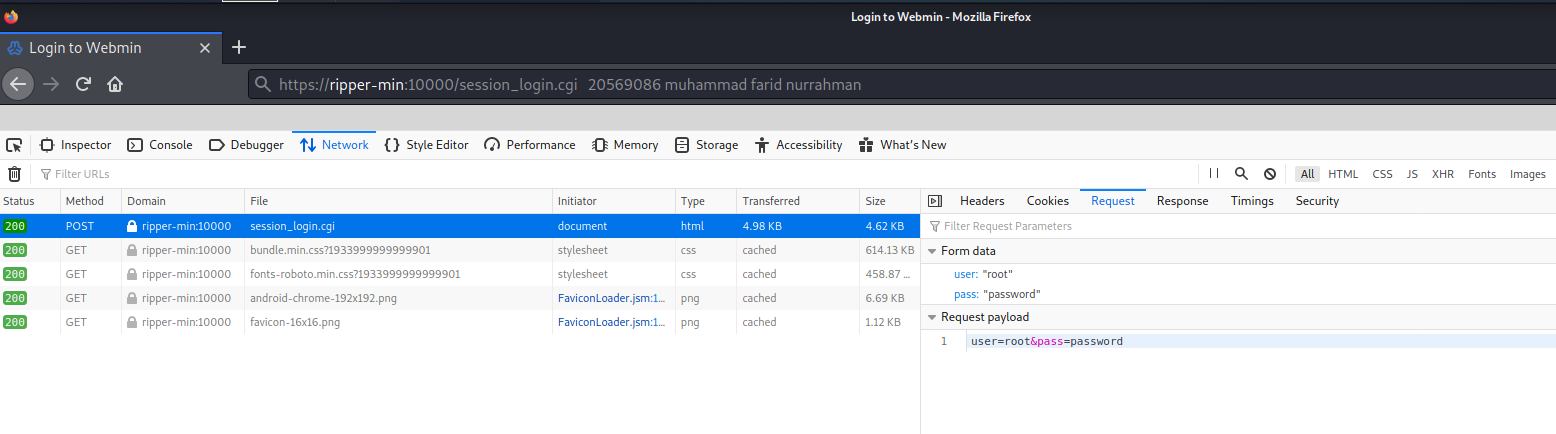 Login to Webmin - Mozilla Firefox
Login to Webmin
https://ripper-min:10000/session_login.cgi 20569086 muhammad farid nurrahman
Inspector Console Debugger Network Style Editor Performance Memory Storage Accessibility What's New
Filter URLs All HTML CSS JS XHR Fonts Images
Status Method Domain File Initiator Type Transferred Size Headers Cookies Request Response Timings Security
200 POST ripper-min:10000 session_login.cgi document html 4.98 KB 4.62 KB Filter Request Parameters
200 GET ripper-min:10000 bundle.min.css?1933999999999901 stylesheet css cached 614.13 KB Form data
200 GET ripper-min:10000 fonts-roboto.min.css?1933999999999901 stylesheet css cached 458.87 ... user: "root"
200 GET ripper-min:10000 android-chrome-192x192.png FaviconLoader.jsm:1... png cached 6.69 KB pass: "password"
200 GET ripper-min:10000 favicon-16x16.png FaviconLoader.jsm:1... png cached 1.12 KB Request payload
1 user=root&pass=password